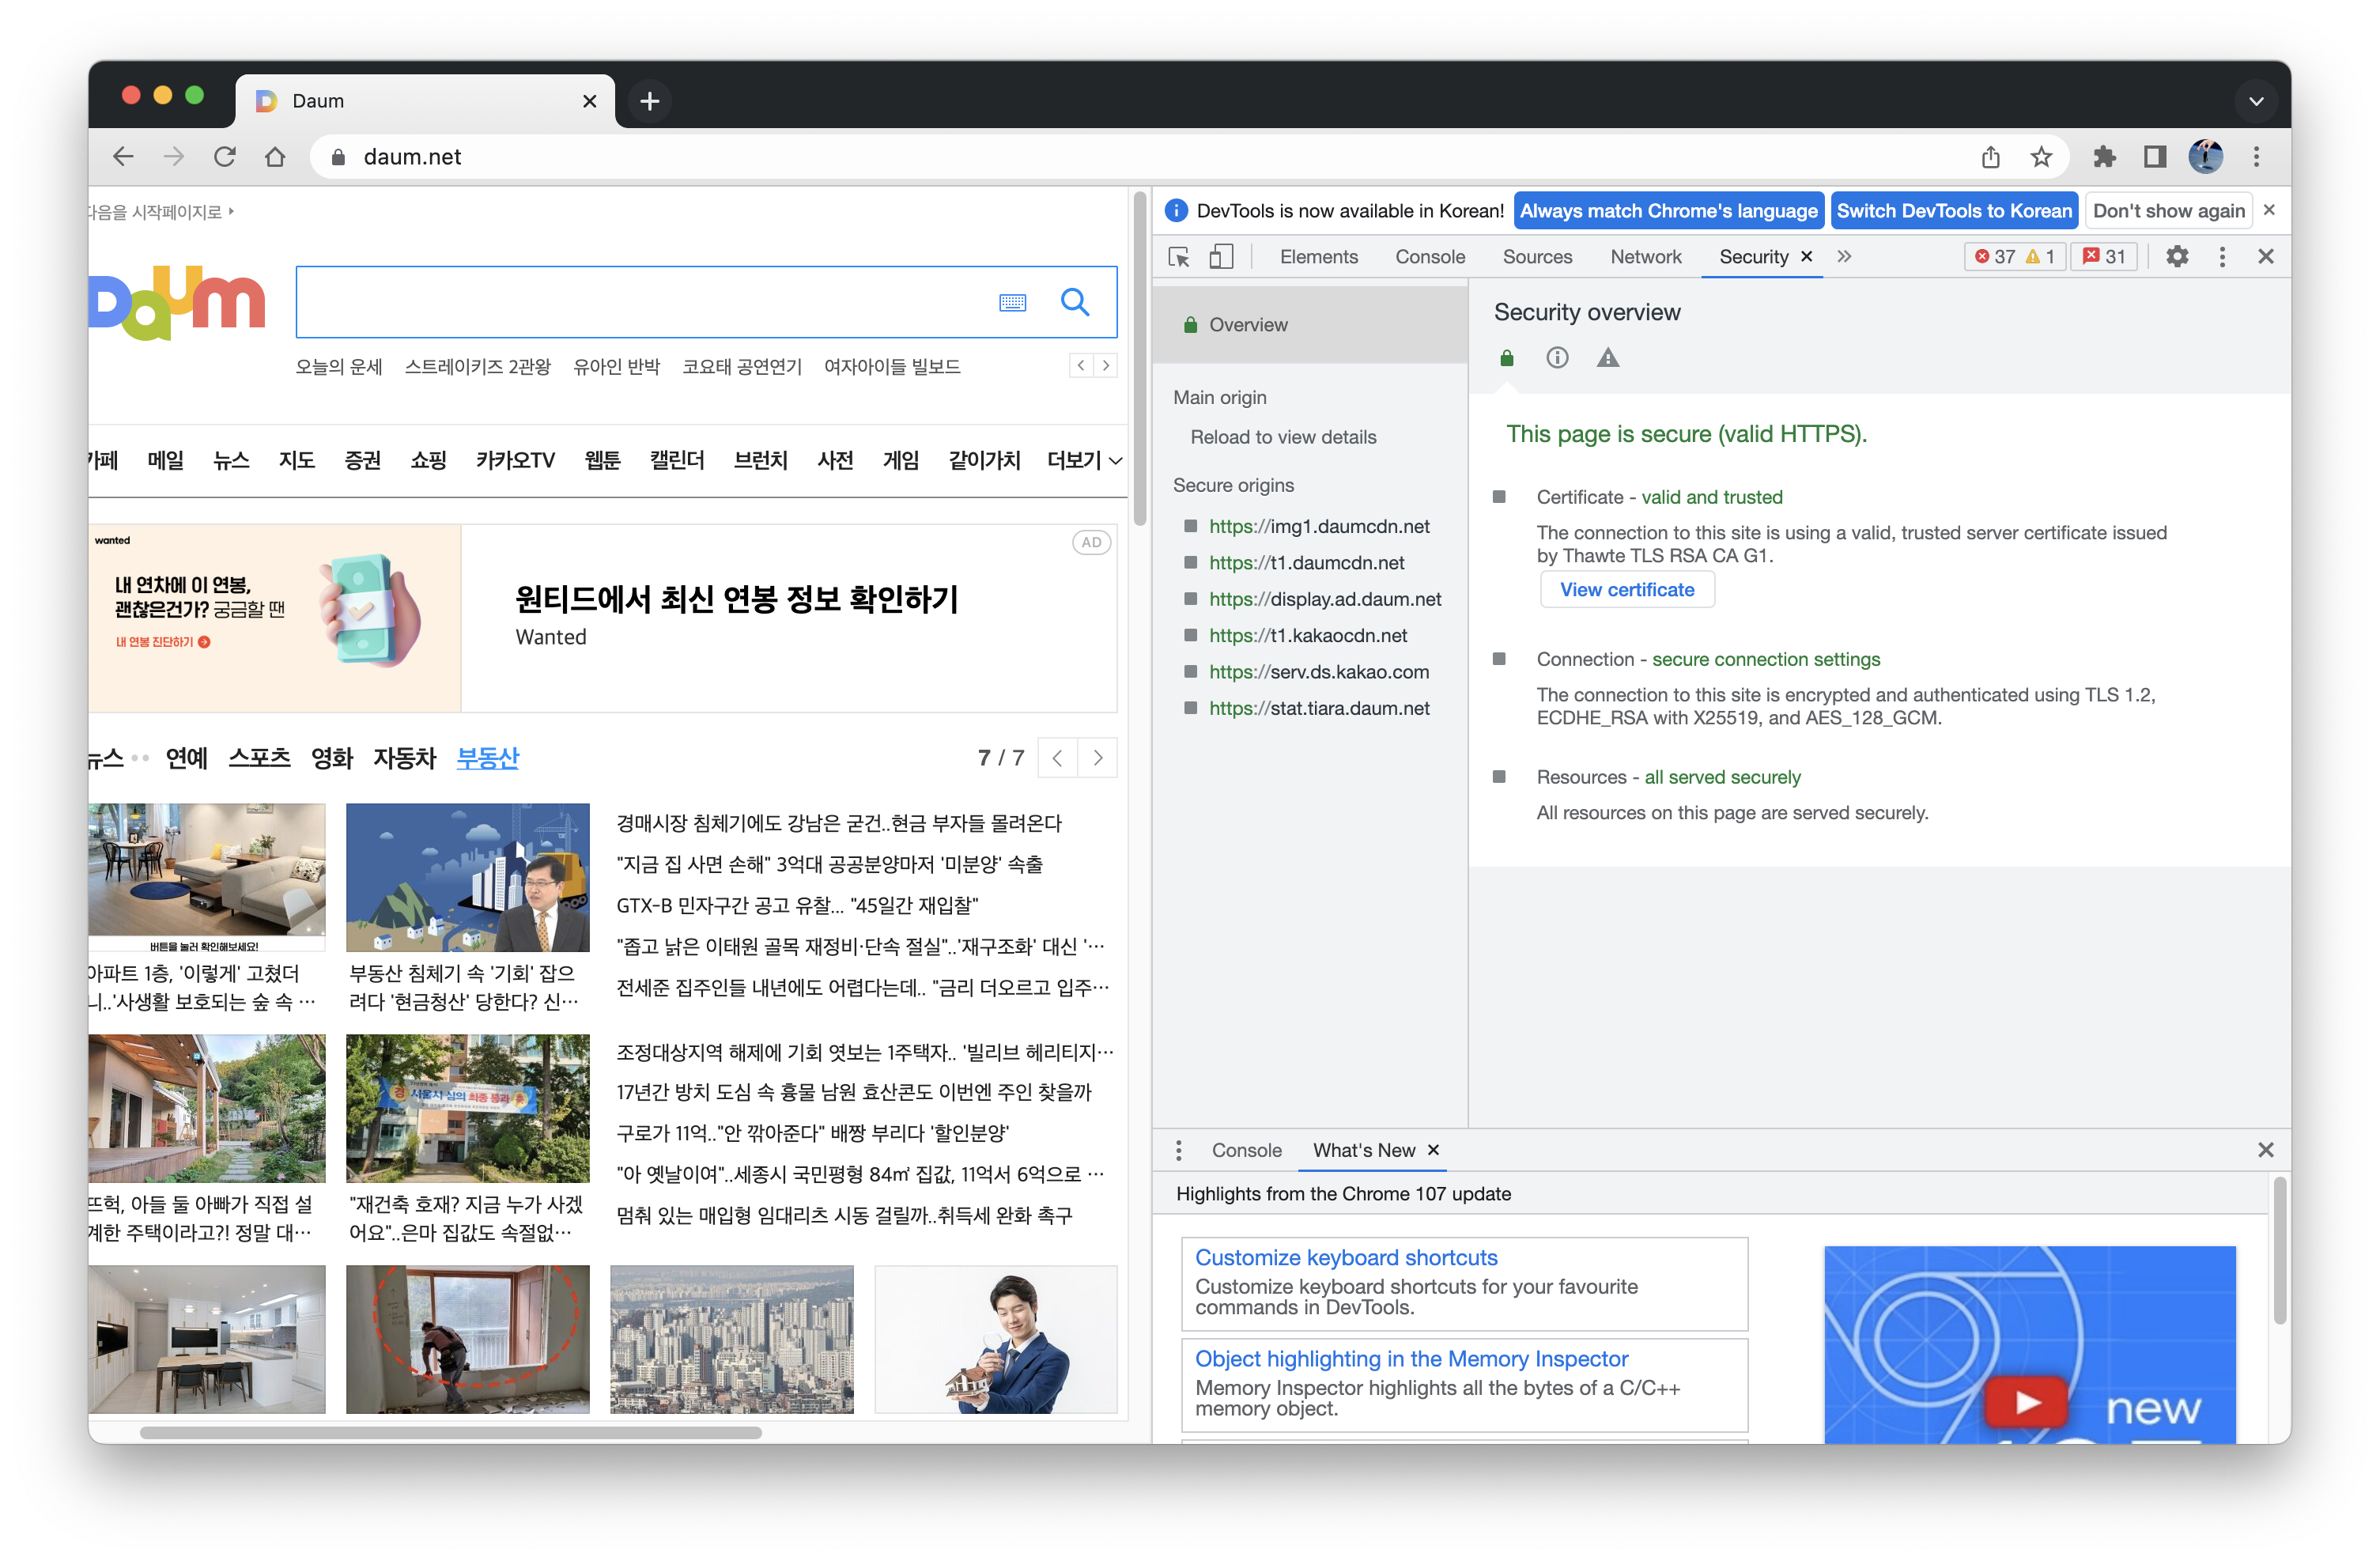 Daum
daum.net
다음을 시작페이지로
Daum
오늘의 운세 스트레이키즈 2관왕 유아인 반박 코요태 공연연기 여자아이들 빌보드
카페 메일 뉴스 지도 증권 쇼핑 카카오TV 웹툰 캘린더 브런치 사전 게임 같이가치 더보기
wanted
내 연차에 이 연봉,
괜찮은건가? 궁금할 땐
내 연봉 진단하기
AD
원티드에서 최신 연봉 정보 확인하기
Wanted
뉴스 연예 스포츠 영화 자동차 부동산
7 / 7
버튼을 눌러 확인해보세요!
아파트 1층, '이렇게' 고쳤더
니..'사생활 보호되는 숲 속 …
부동산 침체기 속 '기회' 잡으
려다 '현금청산' 당한다? 신…
경매시장 침체기에도 강남은 굳건..현금 부자들 몰려온다
"지금 집 사면 손해" 3억대 공공분양마저 '미분양' 속출
GTX-B 민자구간 공고 유찰... "45일간 재입찰"
"좁고 낡은 이태원 골목 재정비·단속 절실"..'재구조화' 대신 '…
전세준 집주인들 내년에도 어렵다는데.. "금리 더오르고 입주…
경 서울시 심의 최종 통과 축
뜨헉, 아들 둘 아빠가 직접 설
계한 주택이라고?! 정말 대…
"재건축 호재? 지금 누가 사겠
어요"..은마 집값도 속절없…
조정대상지역 해제에 기회 엿보는 1주택자.. '빌리브 헤리티지…
17년간 방치 도심 속 흉물 남원 효산콘도 이번엔 주인 찾을까
구로가 11억.."안 깎아준다" 배짱 부리다 '할인분양'
"아 옛날이여"..세종시 국민평형 84㎡ 집값, 11억서 6억으로 …
멈춰 있는 매입형 임대리츠 시동 걸릴까..취득세 완화 촉구
DevTools is now available in Korean! Always match Chrome's language Switch DevTools to Korean Don't show again
Elements Console Sources Network Security 37 1 31
Overview
Main origin
Reload to view details
Secure origins
https://img1.daumcdn.net
https://t1.daumcdn.net
https://display.ad.daum.net
https://t1.kakaocdn.net
https://serv.ds.kakao.com
https://stat.tiara.daum.net
Security overview
This page is secure (valid HTTPS).
Certificate - valid and trusted
The connection to this site is using a valid, trusted server certificate issued
by Thawte TLS RSA CA G1.
View certificate
Connection - secure connection settings
The connection to this site is encrypted and authenticated using TLS 1.2,
ECDHE_RSA with X25519, and AES_128_GCM.
Resources - all served securely
All resources on this page are served securely.
Console What's New
Highlights from the Chrome 107 update
Customize keyboard shortcuts
Customize keyboard shortcuts for your favourite
commands in DevTools.
Object highlighting in the Memory Inspector
Memory Inspector highlights all the bytes of a C/C++
memory object.
new